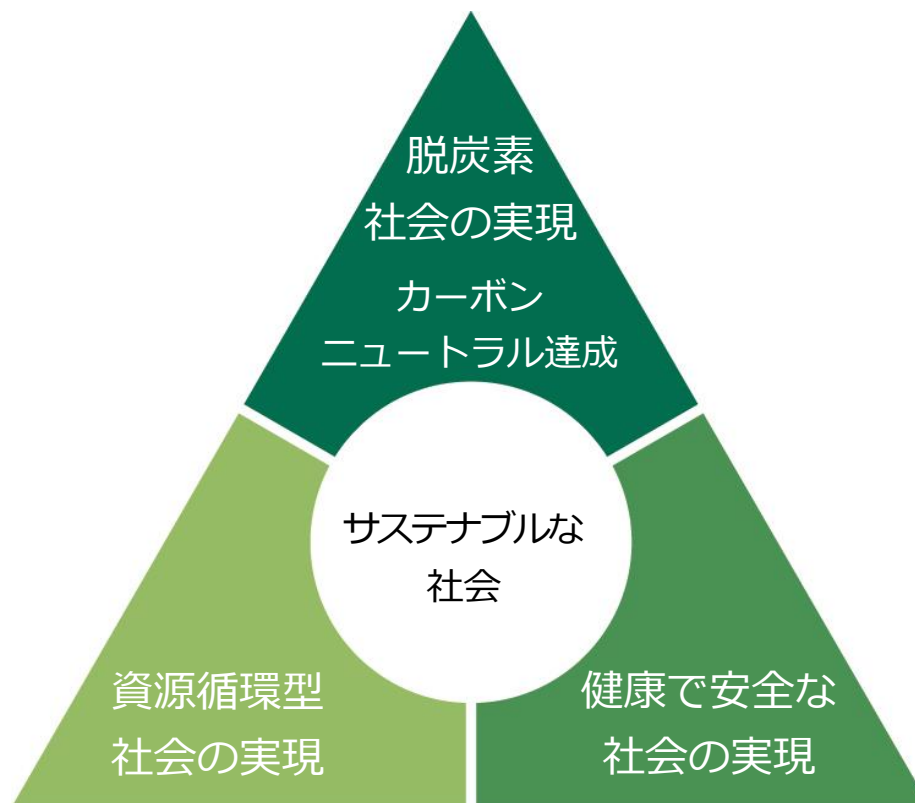 脱炭素
社会の実現
カーボン
ニュートラル達成
サステナブルな
社会
資源循環型
社会の実現
健康で安全な
社会の実現